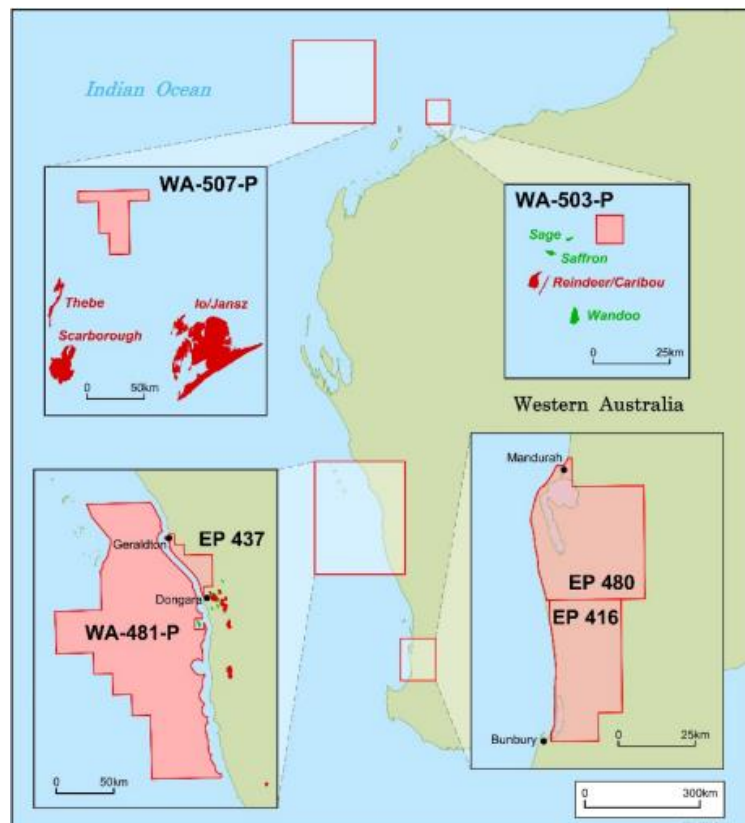 Indian Ocean
WA-507-P
Thebe
Scarborough
Io/Jansz
0 50km
WA-503-P
Sage
Saffron
Reindeer/Caribou
Wandoo
0 25km
Western Australia
Geraldton
EP 437
Dongara
WA-481-P
0 50km
Mandurah
EP 480
EP 416
Bunbury
0 25km
0 300km